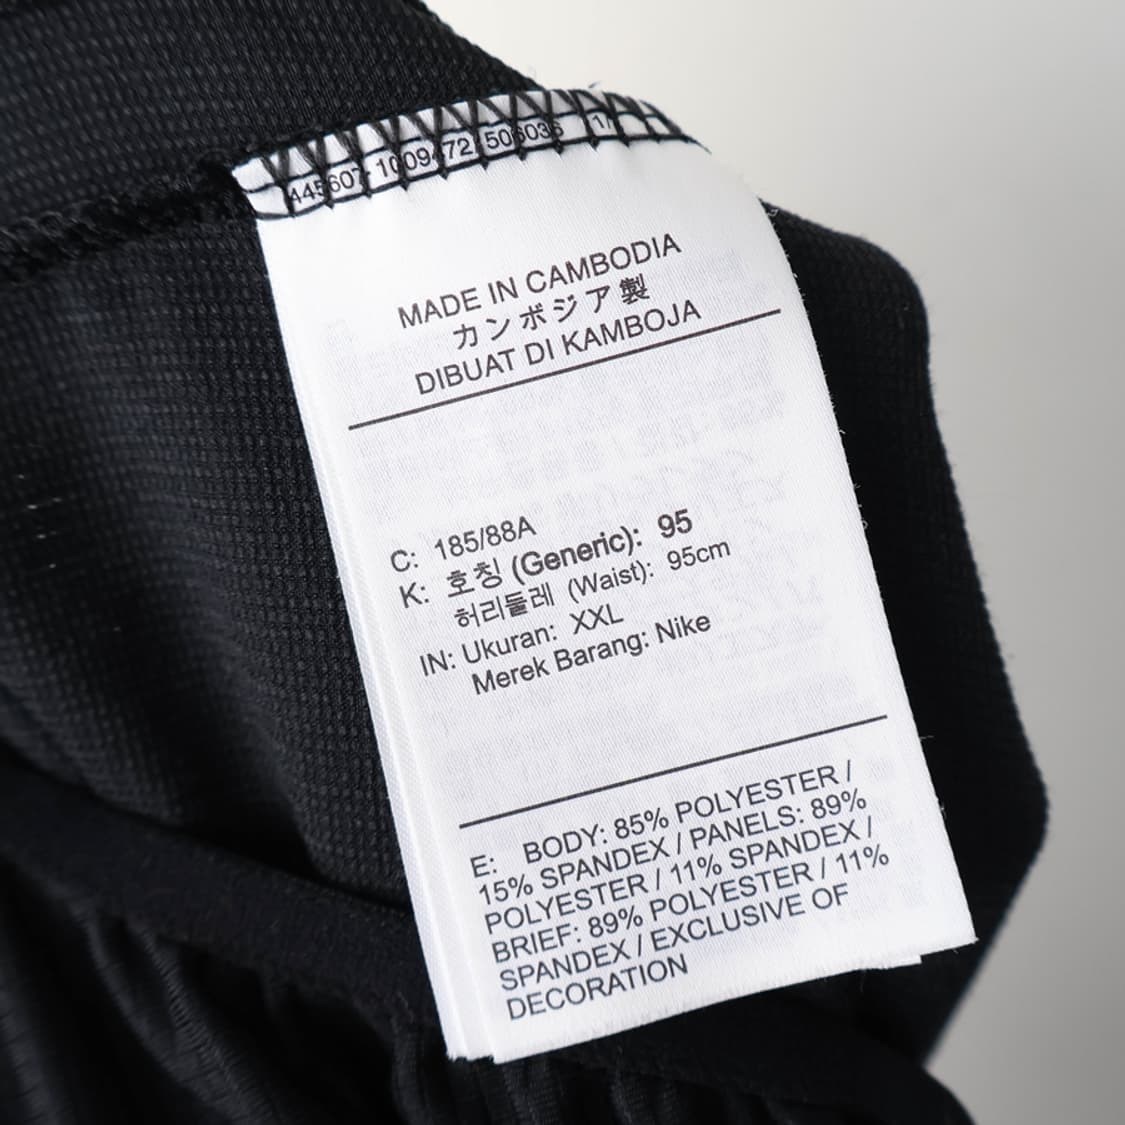 MADE IN CAMBODIA
カンボジア製
DIBUAT DI KAMBOJA
C: 185/88A
K: 호칭 (Generic): 95
허리둘레 (Waist): 95cm
IN: Ukuran: XXL
Merek Barang: Nike
E: BODY: 85% POLYESTER /
15% SPANDEX / PANELS: 89%
POLYESTER / 11% SPANDEX /
BRIEF: 89% POLYESTER / 11%
SPANDEX / EXCLUSIVE OF
DECORATION